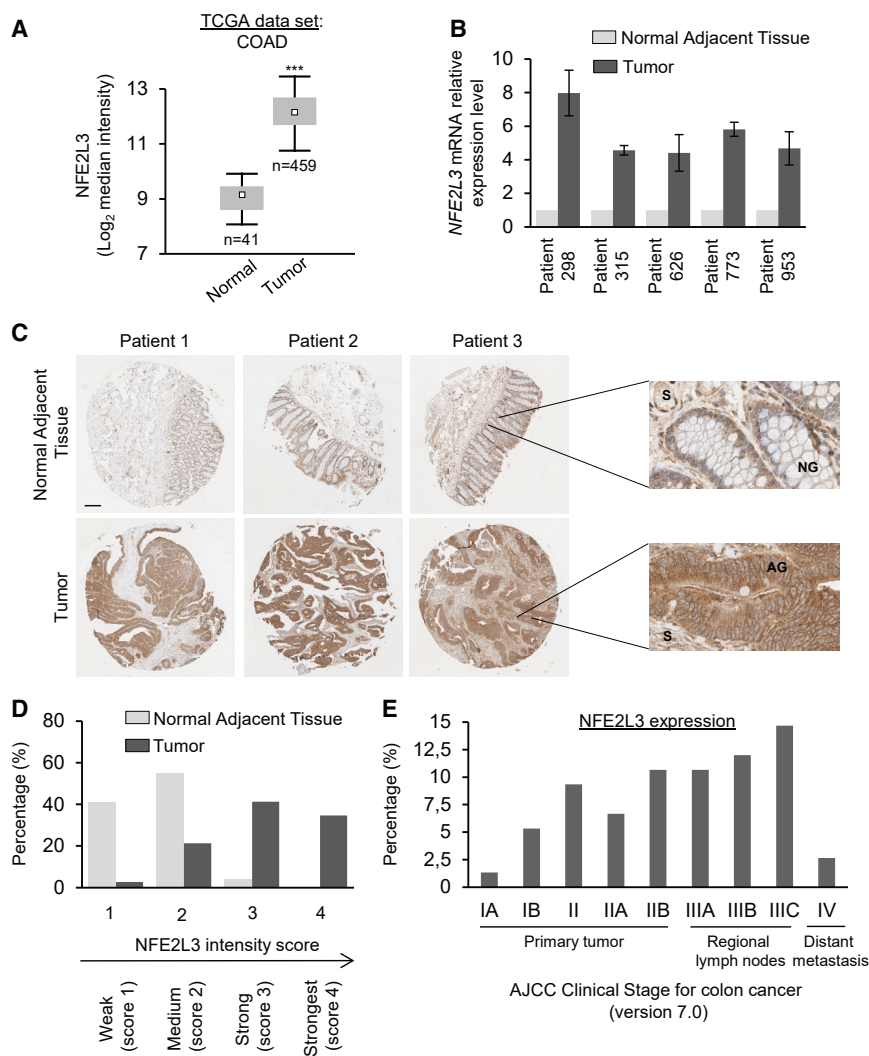 A
TCGA data set:
COAD
NFE2L3
(Log2 median intensity)
13
11
9
7
***
n=459
n=41
Normal
Tumor
B
Normal Adjacent Tissue
Tumor
NFE2L3 mRNA relative
expression level
10
8
6
4
2
0
Patient
298
Patient
315
Patient
626
Patient
773
Patient
953
C
Patient 1
Patient 2
Patient 3
Normal Adjacent
Tissue
S
NG
Tumor
AG
S
D
Normal Adjacent Tissue
Tumor
Percentage (%)
80
60
40
20
0
1 2 3 4
NFE2L3 intensity score
Weak
(score 1)
Medium
(score 2)
Strong
(score 3)
Strongest
(score 4)
E
NFE2L3 expression
Percentage (%)
15
12,5
10
7,5
5
2,5
0
IA IB II IIA IIB IIIA IIIB IIIC IV
Primary tumor
Regional
lymph nodes
Distant
metastasis
AJCC Clinical Stage for colon cancer
(version 7.0)